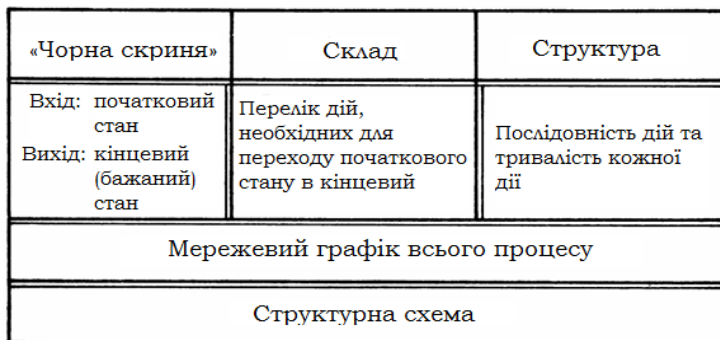 «Чорна скриня»
Склад
Структура
Вхід: початковий
стан
Вихід: кінцевий
(бажаний)
стан
Перелік дій,
необхідних для
переходу початкового
стану в кінцевий
Послідовність дій та
тривалість кожної
дії
Мережевий графік всього процесу
Структурна схема